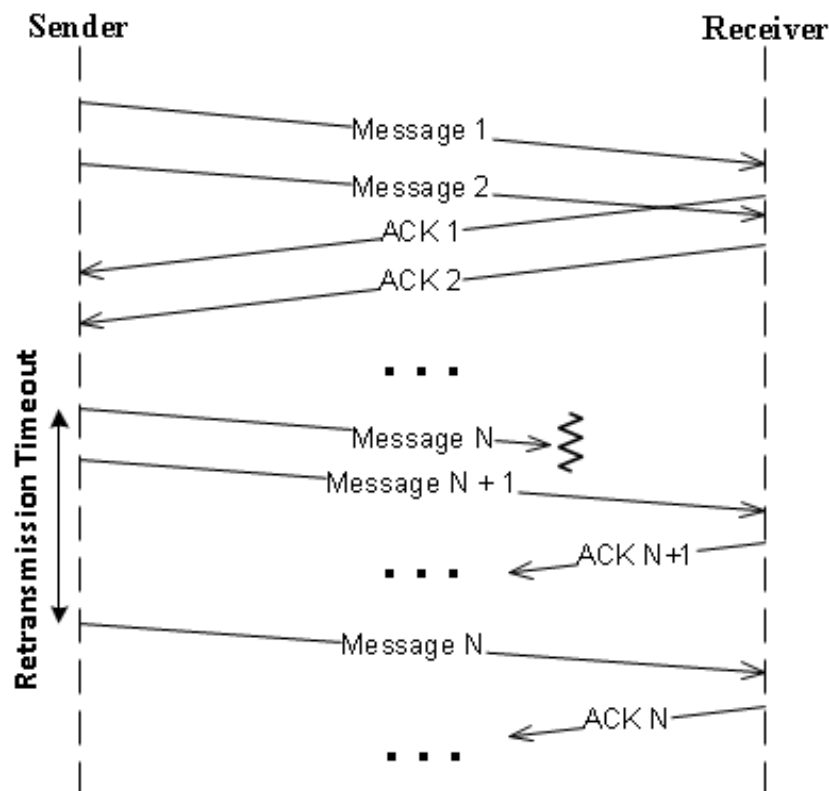 Sender
Receiver
Message 1
Message 2
ACK 1
ACK 2
. . .
Retransmission Timeout
Message N
Message N + 1
ACK N+1
. . .
Message N
ACK N
. . .